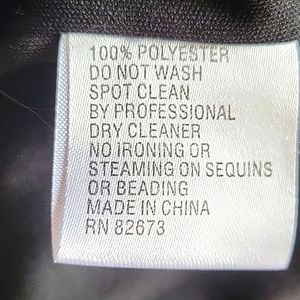 100% POLYESTER
DO NOT WASH
SPOT CLEAN
BY PROFESSIONAL
DRY CLEANER
NO IRONING OR
STEAMING ON SEQUINS
OR BEADING
MADE IN CHINA
RN 82673